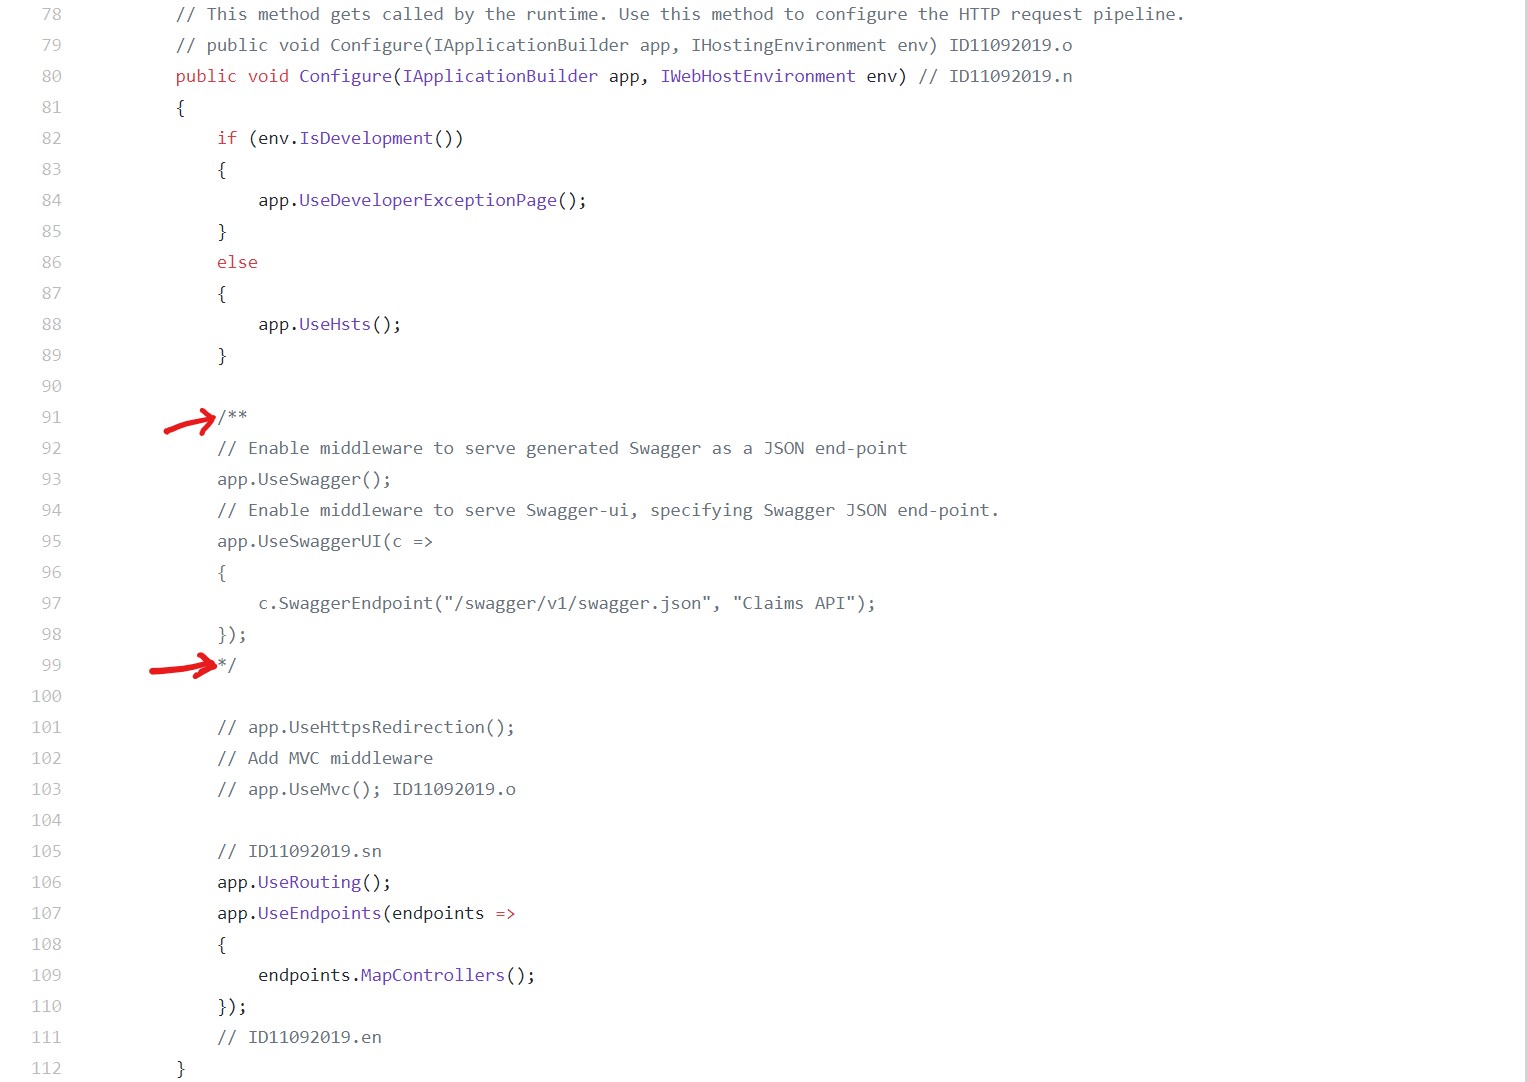 78 // This method gets called by the runtime. Use this method to configure the HTTP request pipeline.
79 // public void Configure(IApplicationBuilder app, IHostingEnvironment env) ID11092019.o
80 public void Configure(IApplicationBuilder app, IWebHostEnvironment env) // ID11092019.n
81 {
82 if (env.IsDevelopment())
83 {
84 app.UseDeveloperExceptionPage();
85 }
86 else
87 {
88 app.UseHsts();
89 }
90
91 /**
92 // Enable middleware to serve generated Swagger as a JSON end-point
93 app.UseSwagger();
94 // Enable middleware to serve Swagger-ui, specifying Swagger JSON end-point.
95 app.UseSwaggerUI(c =>
96 {
97 c.SwaggerEndpoint("/swagger/v1/swagger.json", "Claims API");
98 });
99 */
100
101 // app.UseHttpsRedirection();
102 // Add MVC middleware
103 // app.UseMvc(); ID11092019.o
104
105 // ID11092019.sn
106 app.UseRouting();
107 app.UseEndpoints(endpoints =>
108 {
109 endpoints.MapControllers();
110 });
111 // ID11092019.en
112 }